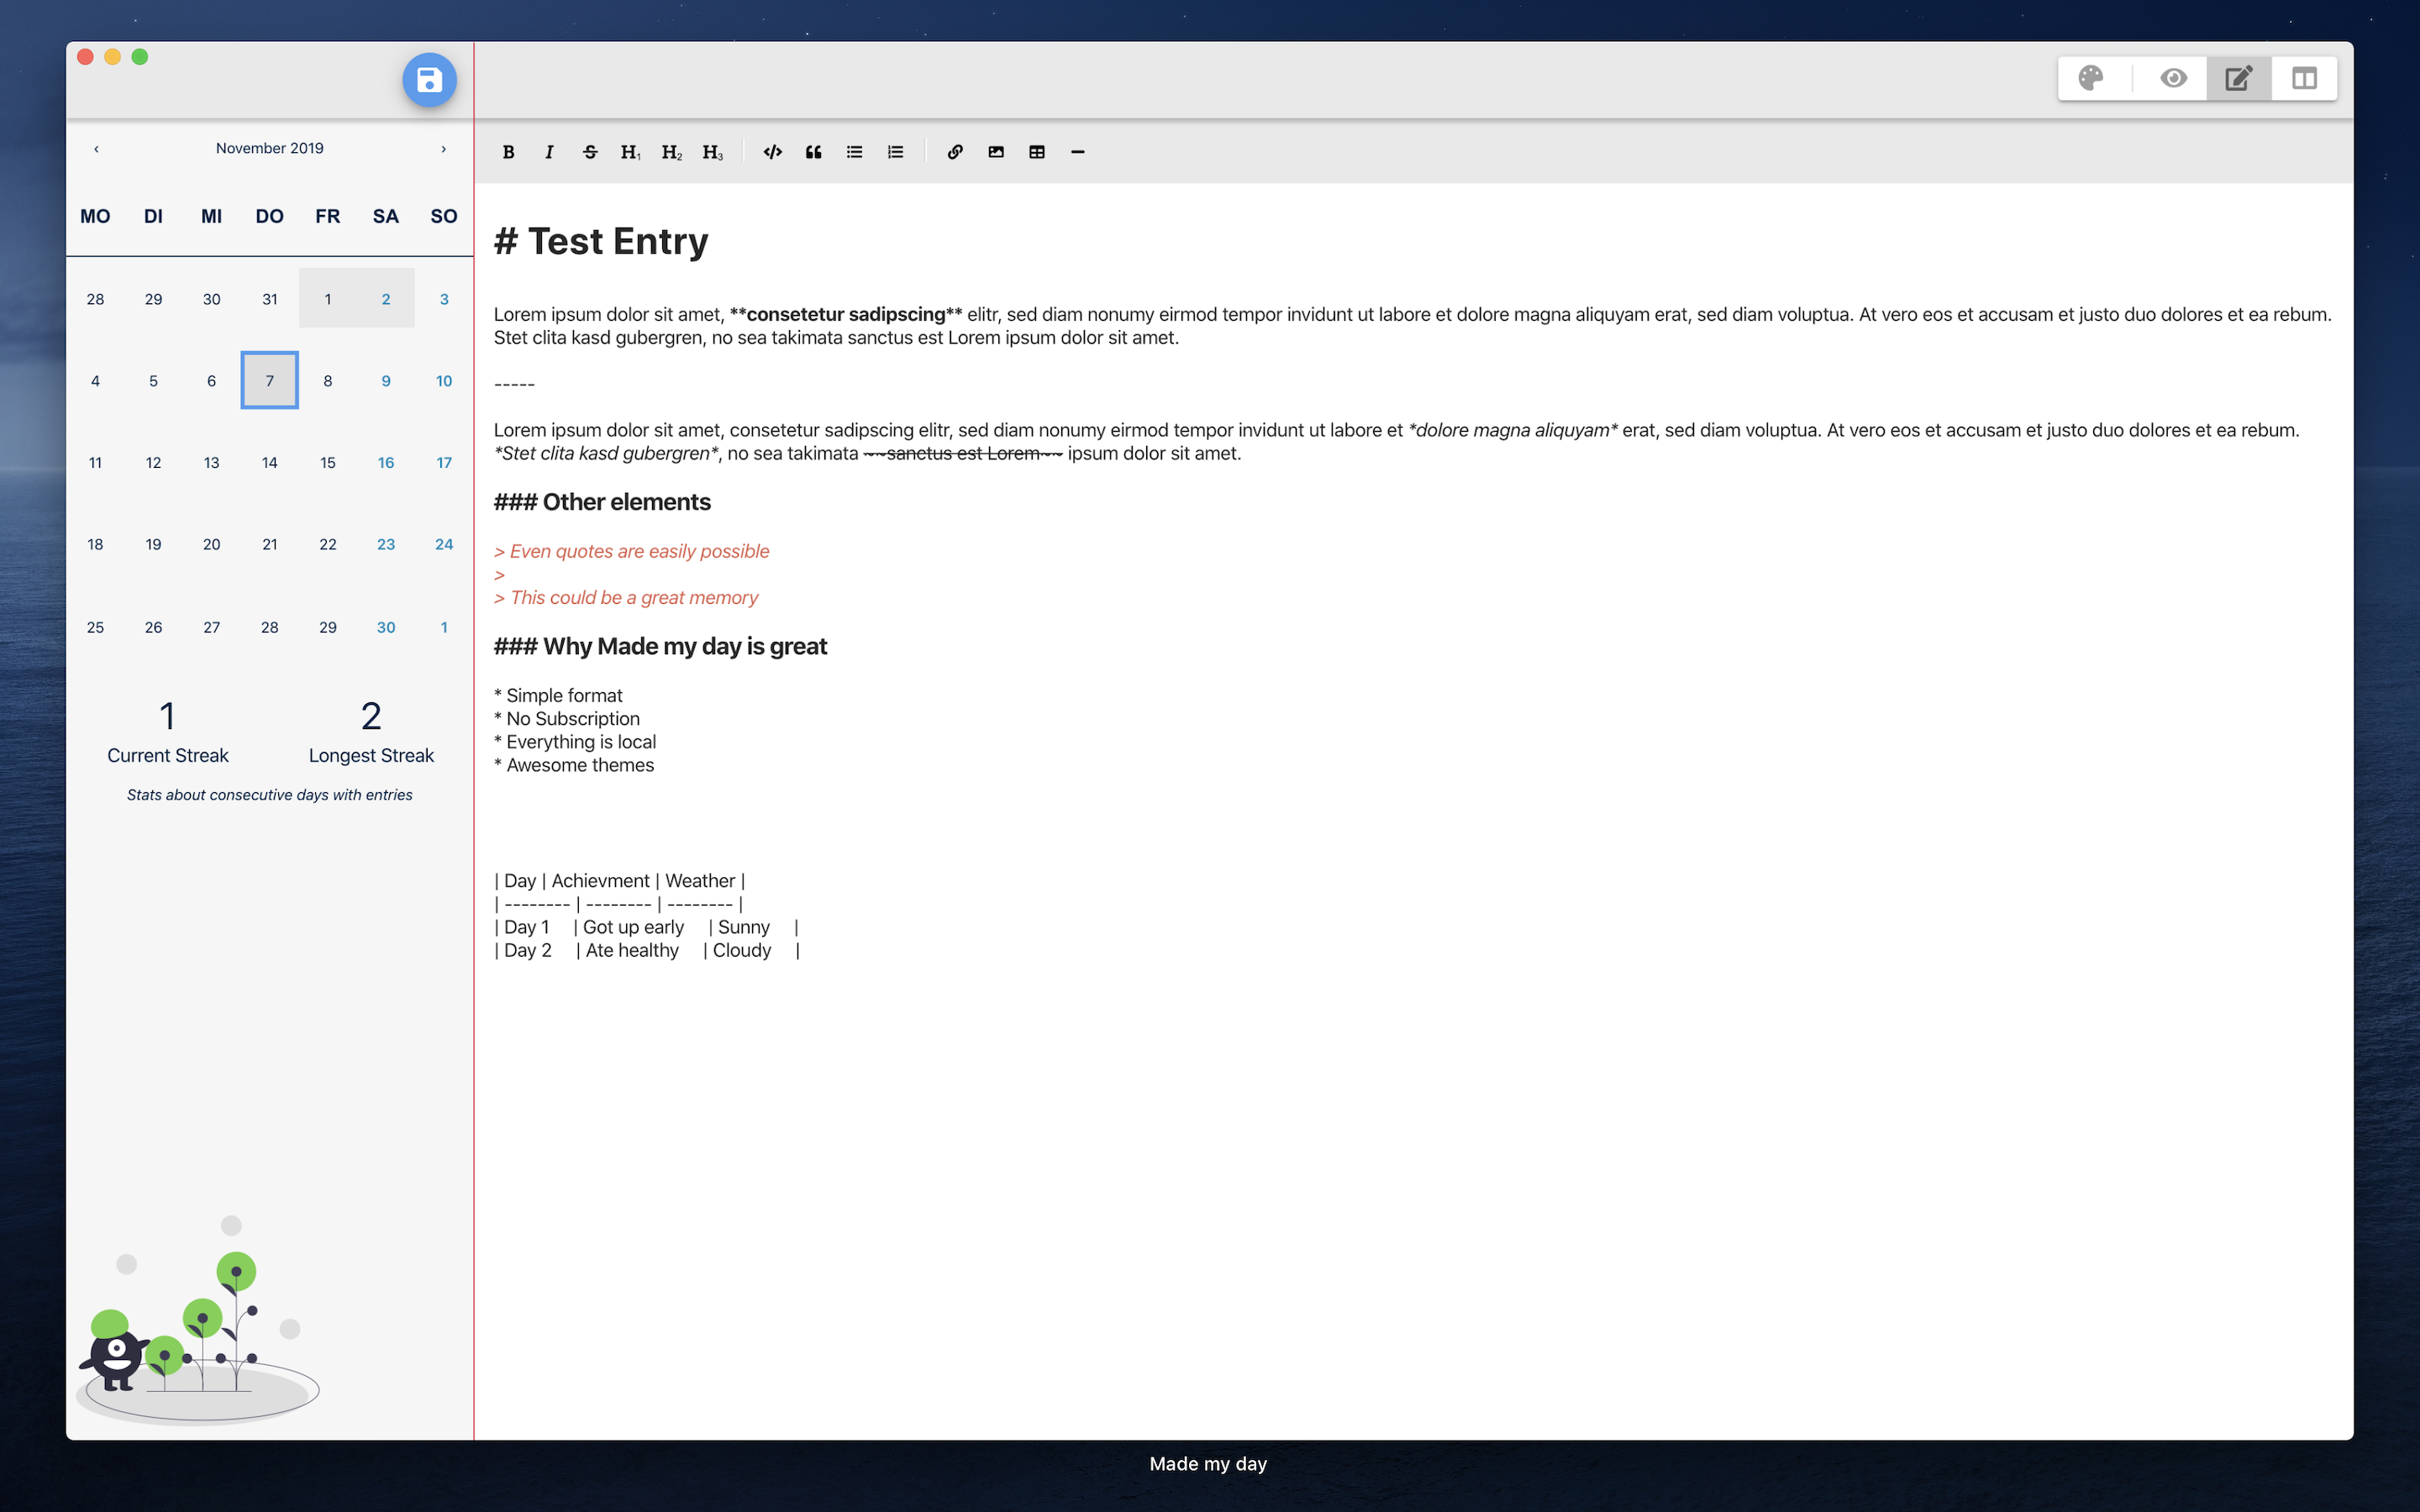 ‹ November 2019 ›
MO DI MI DO FR SA SO
28 29 30 31 1 2 3
4 5 6 7 8 9 10
11 12 13 14 15 16 17
18 19 20 21 22 23 24
25 26 27 28 29 30 1
1 2
Current Streak Longest Streak
Stats about consecutive days with entries
B I S H1 H2 H3
# Test Entry
Lorem ipsum dolor sit amet, **consetetur sadipscing** elitr, sed diam nonumy eirmod tempor invidunt ut labore et dolore magna aliquyam erat, sed diam voluptua. At vero eos et accusam et justo duo dolores et ea rebum.
Stet clita kasd gubergren, no sea takimata sanctus est Lorem ipsum dolor sit amet.
-----
Lorem ipsum dolor sit amet, consetetur sadipscing elitr, sed diam nonumy eirmod tempor invidunt ut labore et *dolore magna aliquyam* erat, sed diam voluptua. At vero eos et accusam et justo duo dolores et ea rebum.
*Stet clita kasd gubergren*, no sea takimata ~~sanctus est Lorem~~ ipsum dolor sit amet.
### Other elements
> Even quotes are easily possible
>
> This could be a great memory
### Why Made my day is great
* Simple format
* No Subscription
* Everything is local
* Awesome themes
| Day | Achievment | Weather |
| -------- | -------- | -------- |
| Day 1 | Got up early | Sunny |
| Day 2 | Ate healthy | Cloudy |
Made my day